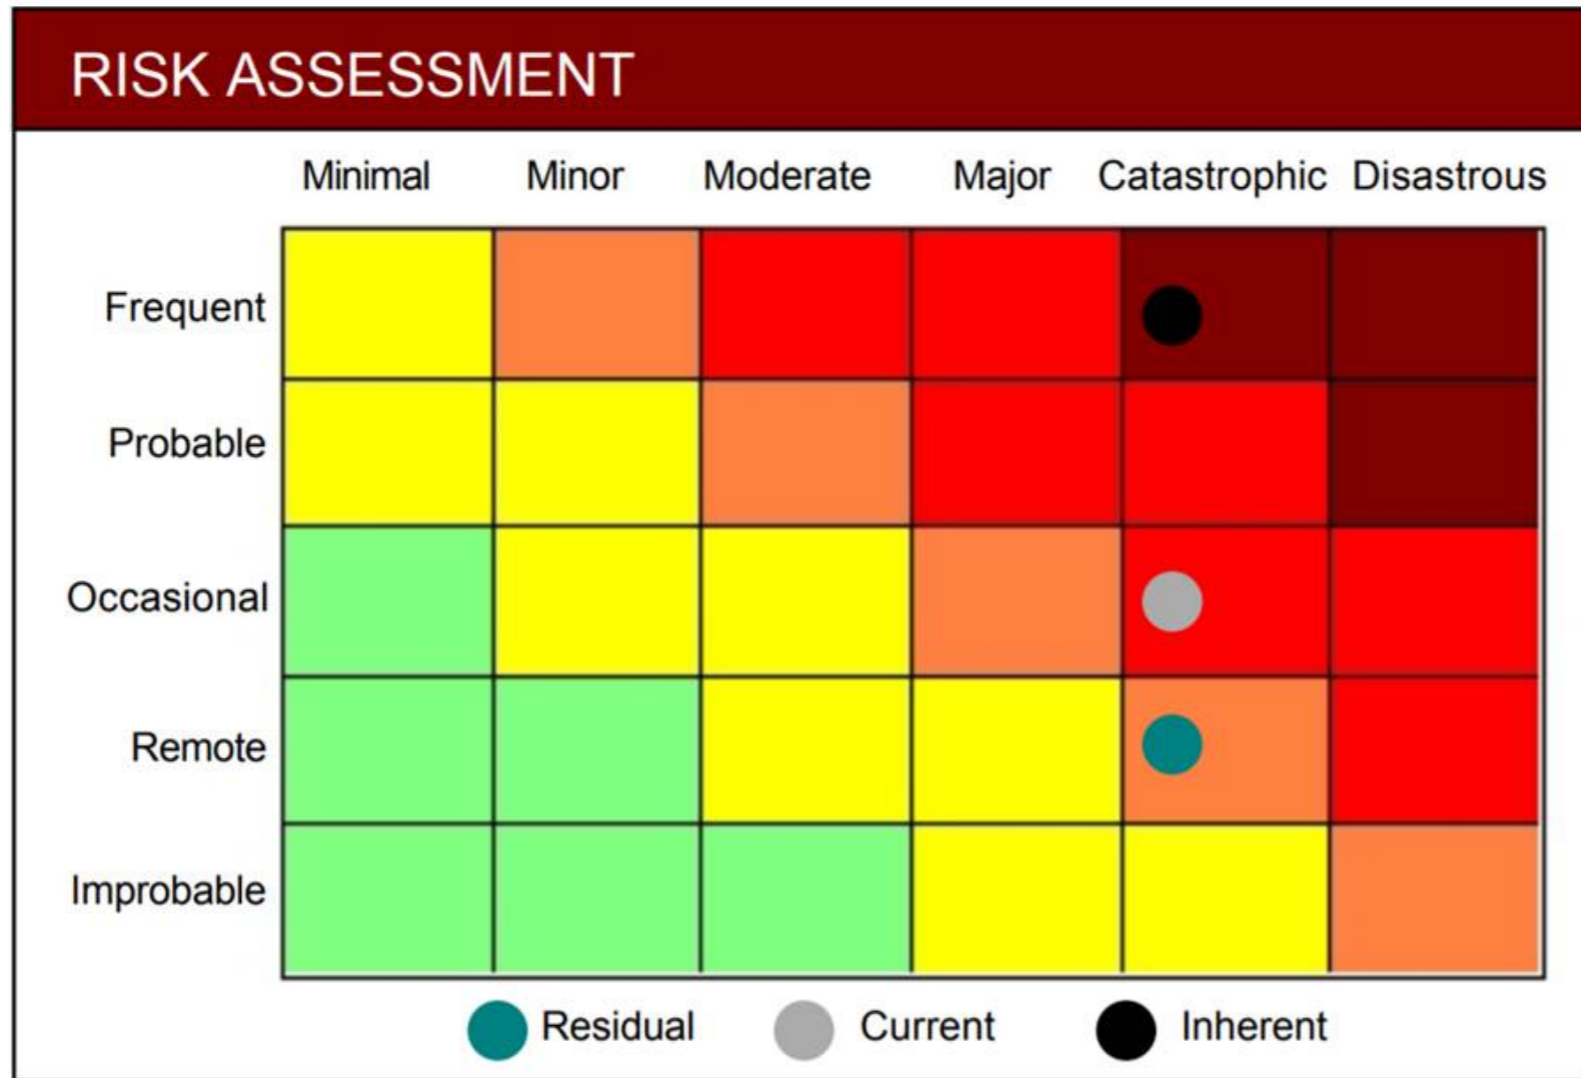 RISK ASSESSMENT
Minimal Minor Moderate Major Catastrophic Disastrous
Frequent
Probable
Occasional
Remote
Improbable
Residual Current Inherent